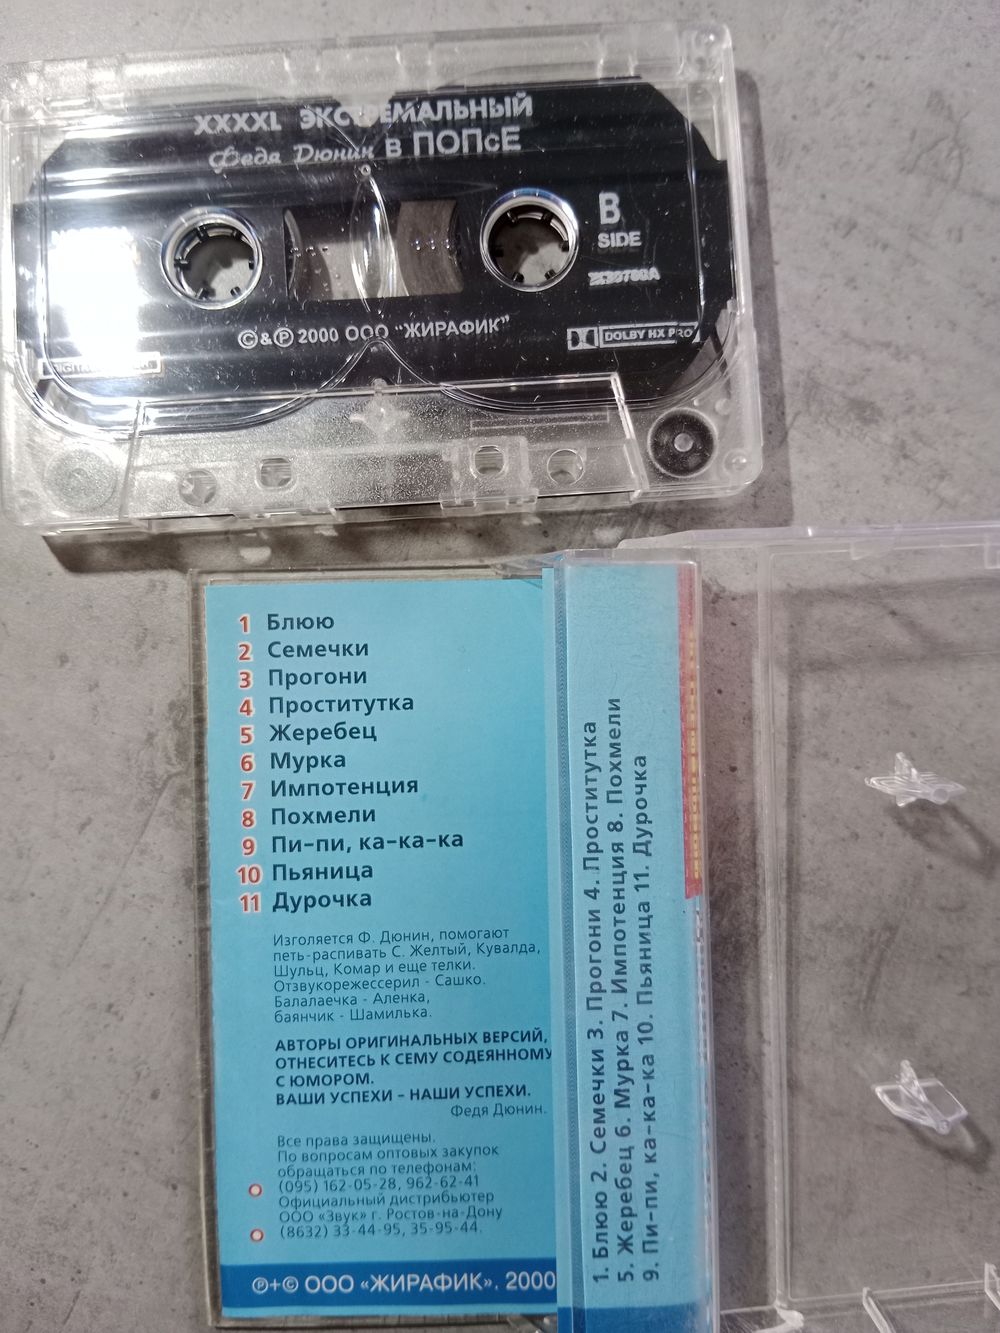 XXXXL ЭКСТРЕМАЛЬНЫЙ
Федя Дюнин В ПОПсЕ
B
SIDE
©&℗ 2000 ООО "ЖИРАФИК"
DOLBY HX PRO
1 Блюю
2 Семечки
3 Прогони
4 Проститутка
5 Жеребец
6 Мурка
7 Импотенция
8 Похмели
9 Пи-пи, ка-ка-ка
10 Пьяница
11 Дурочка
Изголяется Ф. Дюнин, помогают
петь-распивать С. Желтый, Кувалда,
Шульц, Комар и еще телки.
Отзвукорежессерил - Сашко.
Балалаечка - Аленка,
баянчик - Шамилька.
АВТОРЫ ОРИГИНАЛЬНЫХ ВЕРСИЙ,
ОТНЕСИТЕСЬ К СЕМУ СОДЕЯННОМУ
С ЮМОРОМ.
ВАШИ УСПЕХИ – НАШИ УСПЕХИ.
Федя Дюнин.
Все права защищены.
По вопросам оптовых закупок
обращаться по телефонам:
(095) 162-05-28, 962-62-41
Официальный дистрибьютер
ООО «Звук» г. Ростов-на-Дону
(8632) 33-44-95, 35-95-44.
℗+© ООО «ЖИРАФИК». 2000
1. Блюю 2. Семечки 3. Прогони 4. Проститутка
5. Жеребец 6. Мурка 7. Импотенция 8. Похмели
9. Пи-пи, ка-ка-ка 10. Пьяница 11. Дурочка